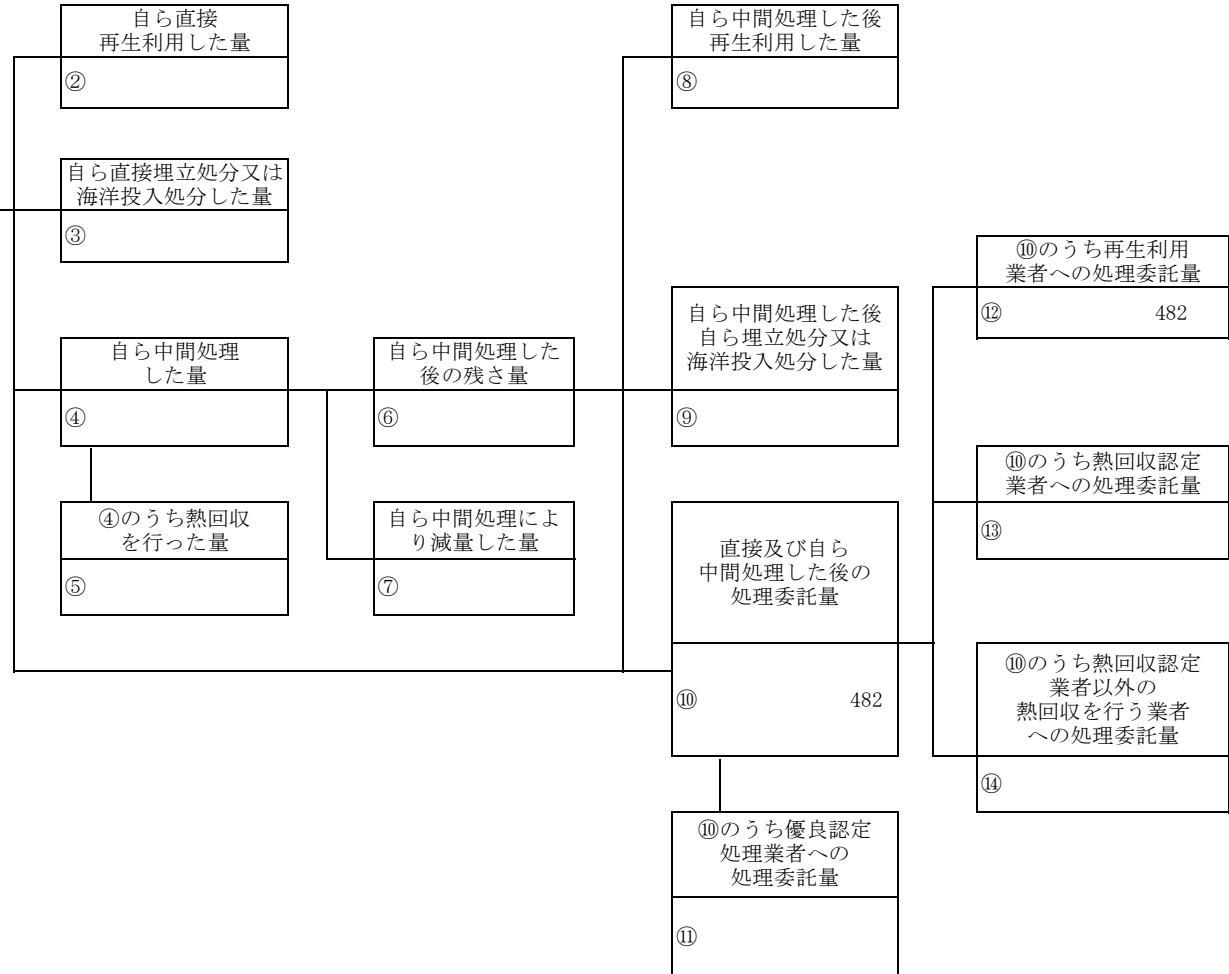 自ら直接
再生利用した量
②
自ら中間処理した後
再生利用した量
⑧
自ら直接埋立処分又は
海洋投入処分した量
③
⑩のうち再生利用
業者への処理委託量
⑫ 482
自ら中間処理した後
自ら埋立処分又は
海洋投入処分した量
⑨
自ら中間処理
した量
④
自ら中間処理した
後の残さ量
⑥
⑩のうち熱回収認定
業者への処理委託量
⑬
④のうち熱回収
を行った量
⑤
自ら中間処理によ
り減量した量
⑦
直接及び自ら
中間処理した後の
処理委託量
⑩ 482
⑩のうち熱回収認定
業者以外の
熱回収を行う業者
への処理委託量
⑭
⑩のうち優良認定
処理業者への
処理委託量
⑪